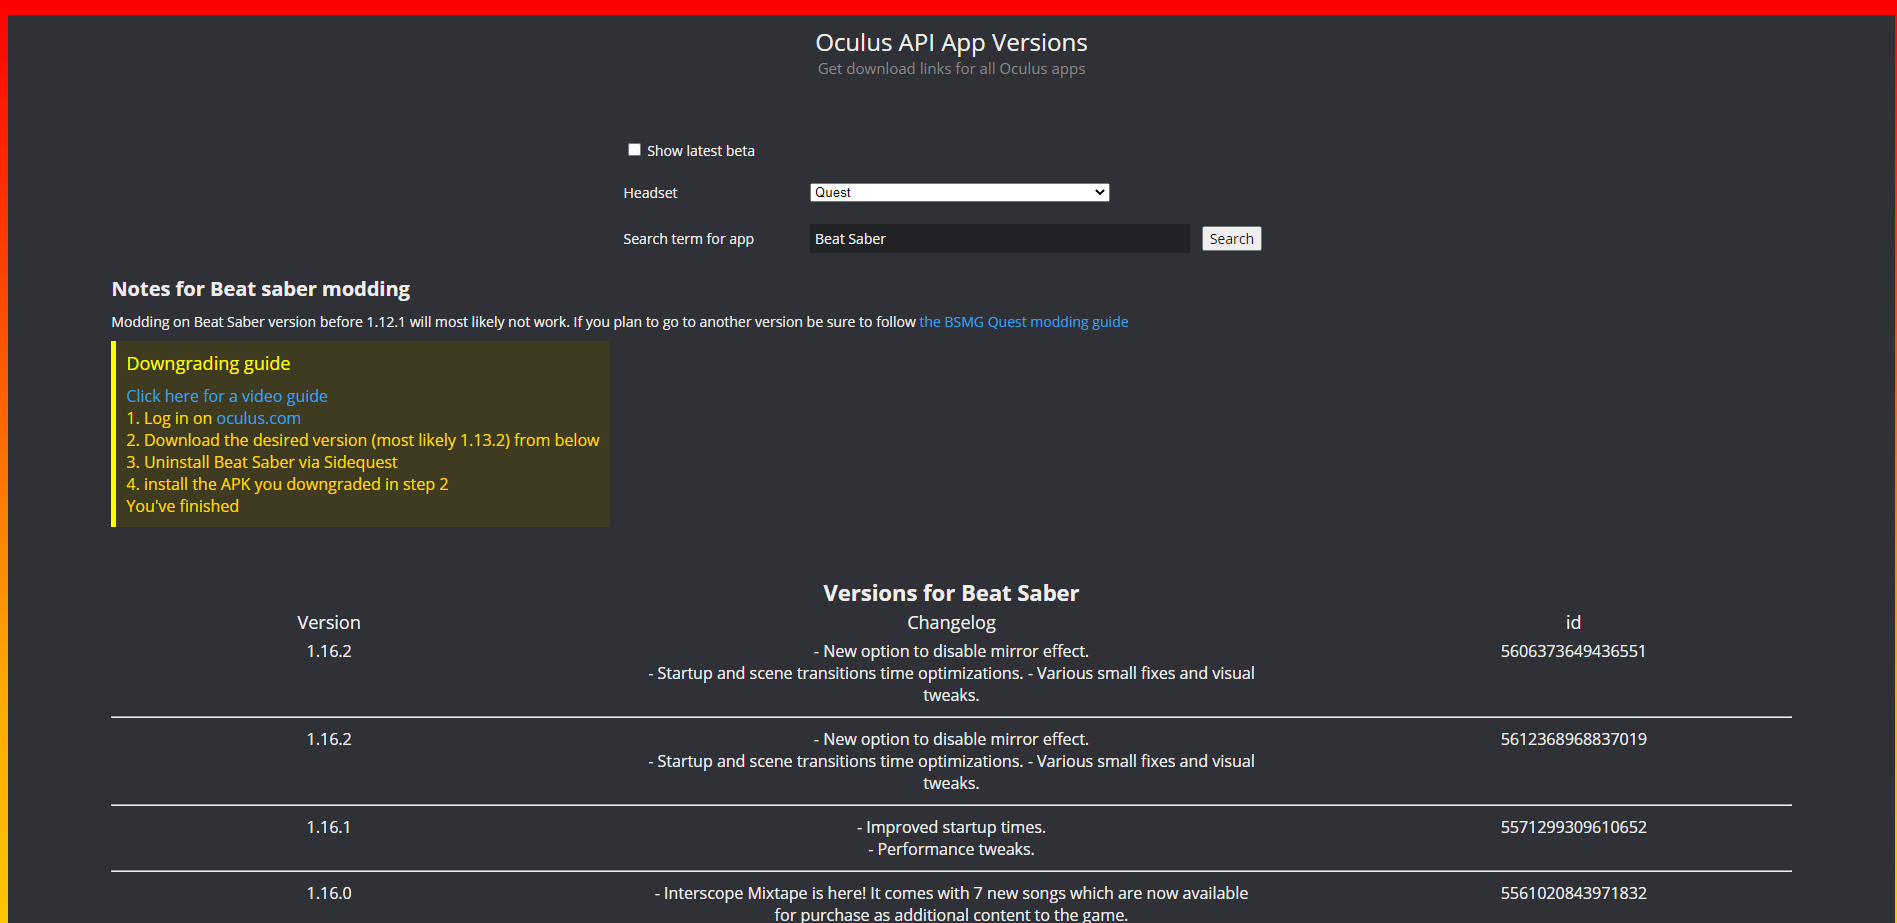 Oculus API App Versions
Get download links for all Oculus apps
Show latest beta
Headset
Quest
Search term for app
Beat Saber
Search
Notes for Beat saber modding
Modding on Beat Saber version before 1.12.1 will most likely not work. If you plan to go to another version be sure to follow the BSMG Quest modding guide
Downgrading guide
Click here for a video guide
1. Log in on oculus.com
2. Download the desired version (most likely 1.13.2) from below
3. Uninstall Beat Saber via Sidequest
4. install the APK you downgraded in step 2
You've finished
Versions for Beat Saber
Version Changelog id
1.16.2 - New option to disable mirror effect. 5606373649436551
- Startup and scene transitions time optimizations. - Various small fixes and visual
tweaks.
1.16.2 - New option to disable mirror effect. 5612368968837019
- Startup and scene transitions time optimizations. - Various small fixes and visual
tweaks.
1.16.1 - Improved startup times. 5571299309610652
- Performance tweaks.
1.16.0 - Interscope Mixtape is here! It comes with 7 new songs which are now available 5561020843971832
for purchase as additional content to the game.